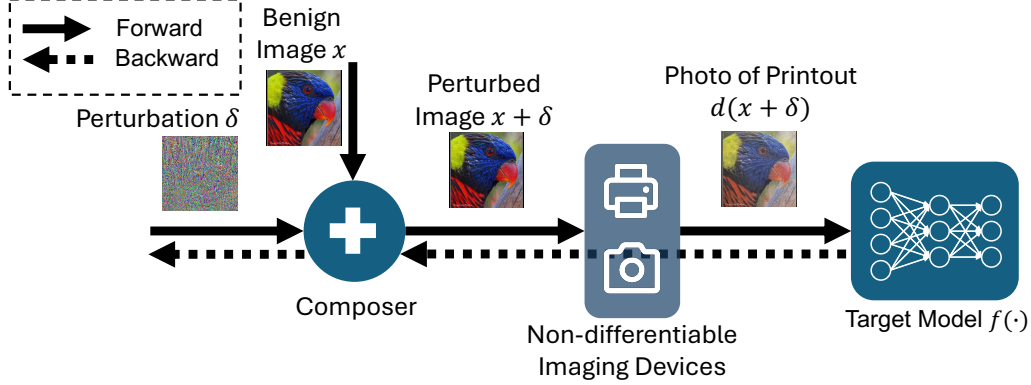 Forward
Backward
Benign
Image x
Perturbation δ
Perturbed
Image x + δ
Photo of Printout
d(x + δ)
Composer
Non-differentiable
Imaging Devices
Target Model f(·)